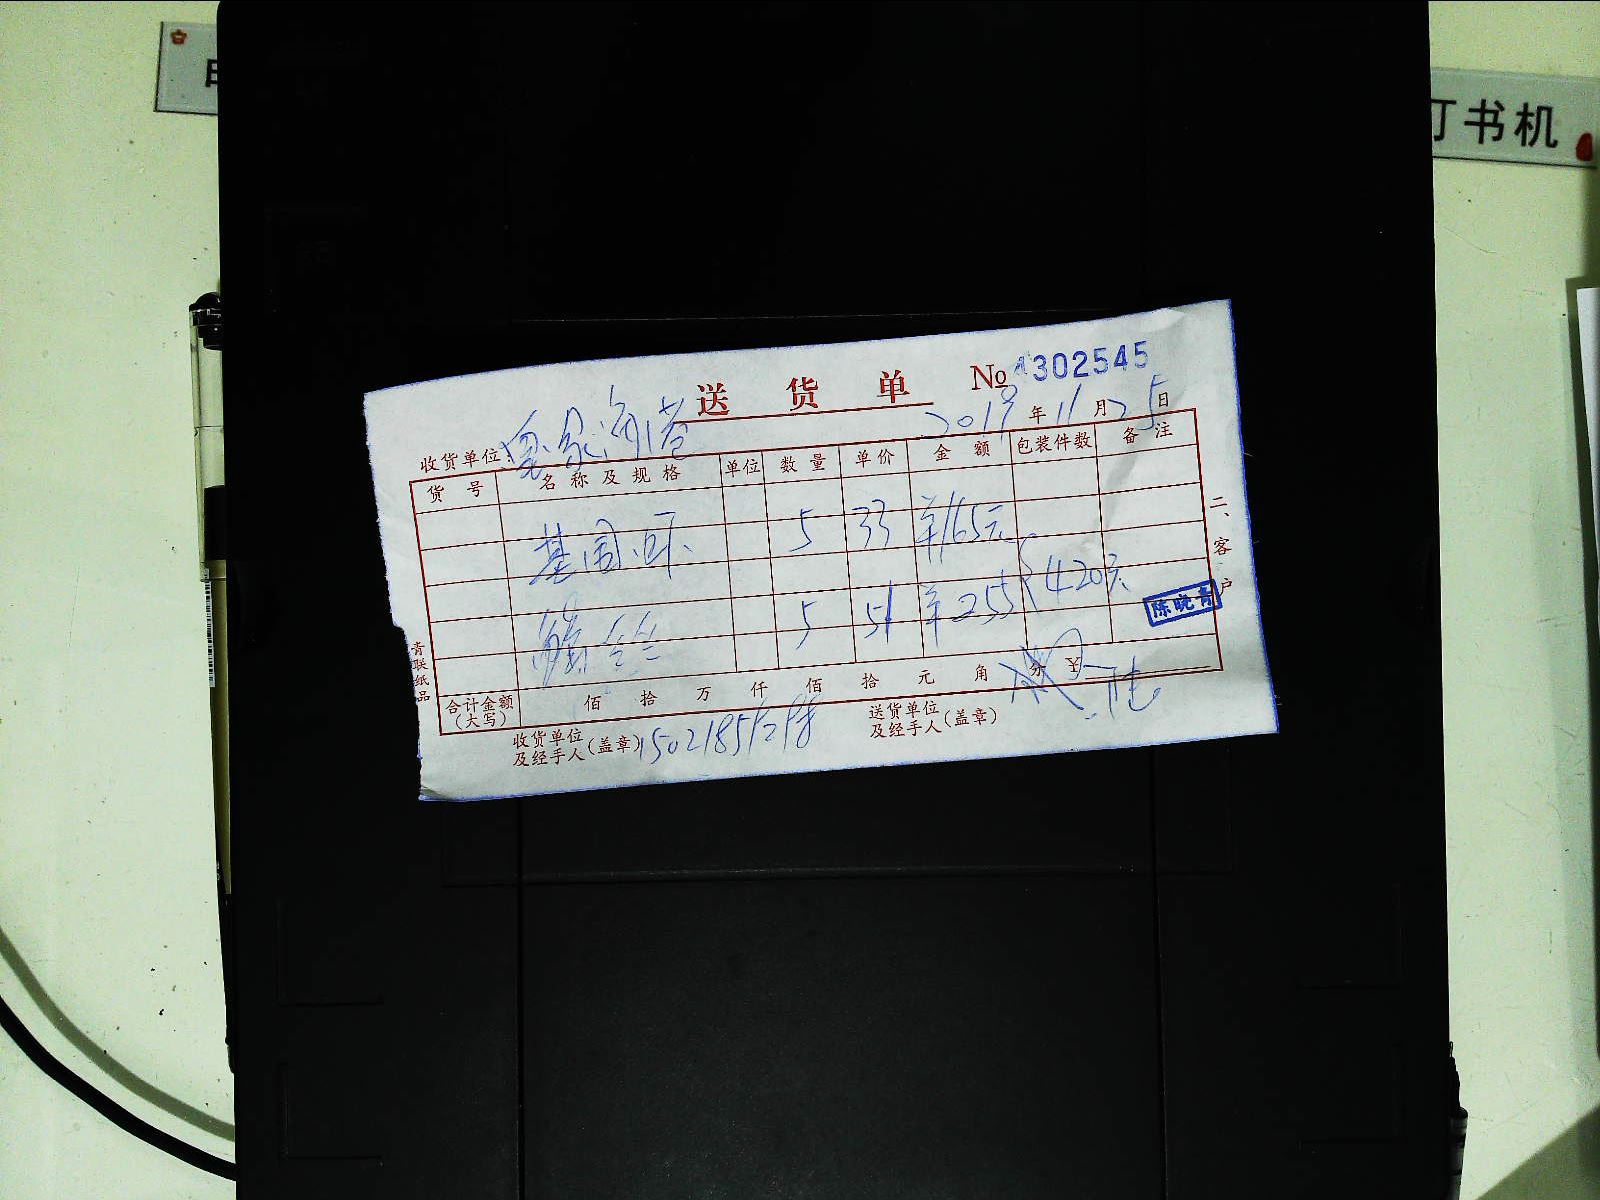 订书机
送货单 № 4302545
2019年11月25日
收货单位:
货号 名称及规格 单位 数量 单价 金额 包装件数 备注
基围虾 5 33 ¥165元
5 51 ¥255 420元
陈晓青
合计金额(大写) 佰 拾 万 仟 佰 拾 元 角 分 ¥
收货单位及经手人(盖章)
送货单位及经手人(盖章)
二、客户
青联纸品